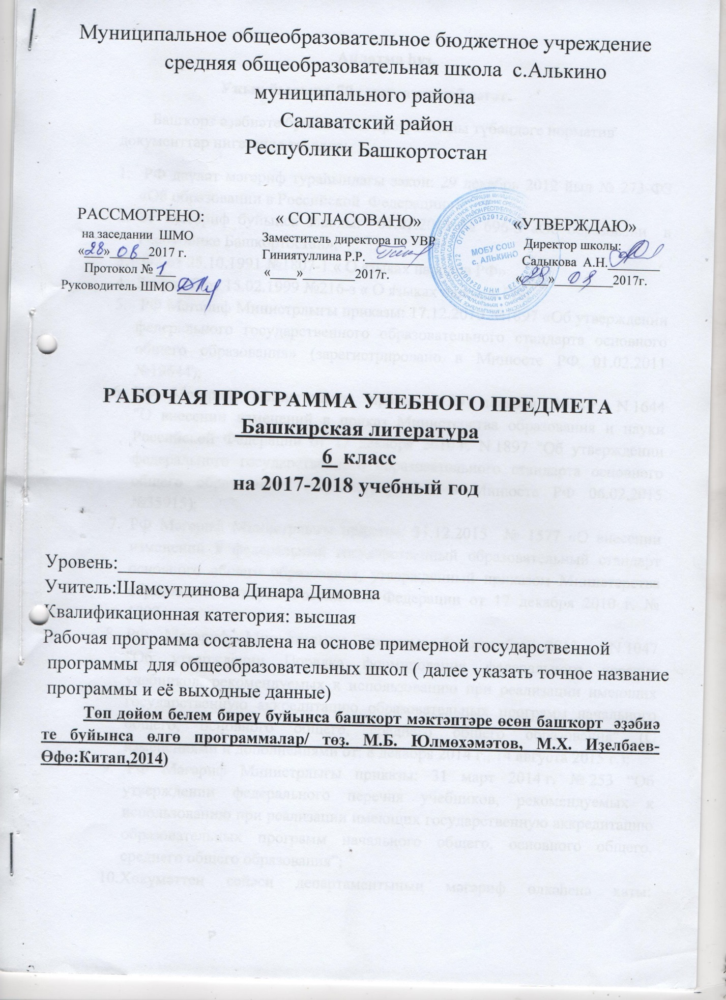 Муниципальное общеобразовательное бюджетное учреждение
средняя общеобразовательная школа с.Алькино
муниципального района
Салаватский район
Республики Башкортостан
РАССМОТРЕНО:
на заседании ШМО
«28» 08 2017 г.
Протокол № 1
Руководитель ШМО
« СОГЛАСОВАНО»
Заместитель директора по УВР
Гиниятуллина Р.Р.
«___»________2017г.
МОБУ СОШ
с. АЛЬКИНО
«УТВЕРЖДАЮ»
Директор школы:
Садыкова А.Н.
«28» 08 2017г.
РАБОЧАЯ ПРОГРАММА УЧЕБНОГО ПРЕДМЕТА
Башкирская литература
6 класс
на 2017-2018 учебный год
Уровень:
Учитель:Шамсутдинова Динара Димовна
Квалификационная категория: высшая
Рабочая программа составлена на основе примерной государственной
программы для общеобразовательных школ ( далее указать точное название
программы и её выходные данные)
Төп дөйөм белем биреү буйынса башҡорт мәктәптәре өсөн башҡорт әҙәбиә
те буйынса өлгө программалар/ төҙ. М.Б. Юлмөхәмәтов, М.Х. Иҙелбаев-
Өфө:Китап,2014)